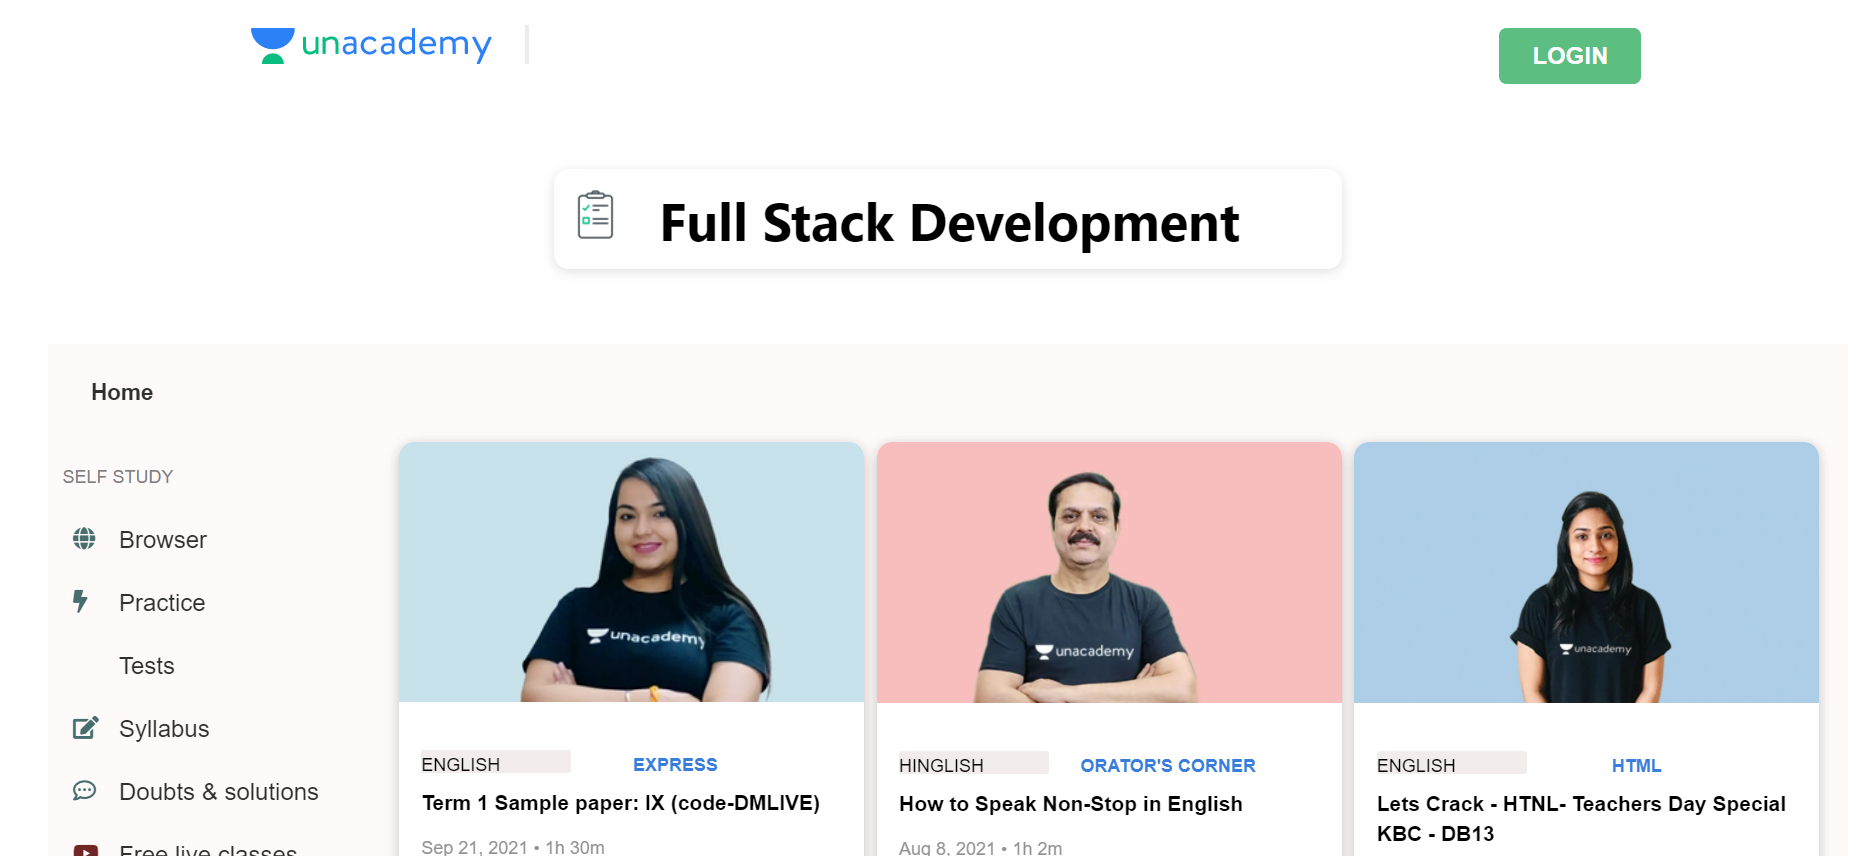 unacademy
LOGIN
Full Stack Development
Home
SELF STUDY
Browser
Practice
Tests
Syllabus
Doubts & solutions
Free live classes
unacademy
ENGLISH EXPRESS
Term 1 Sample paper: IX (code-DMLIVE)
Sep 21, 2021 • 1h 30m
unacademy
HINGLISH ORATOR'S CORNER
How to Speak Non-Stop in English
Aug 8, 2021 • 1h 2m
unacademy
ENGLISH HTML
Lets Crack - HTNL- Teachers Day Special
KBC - DB13